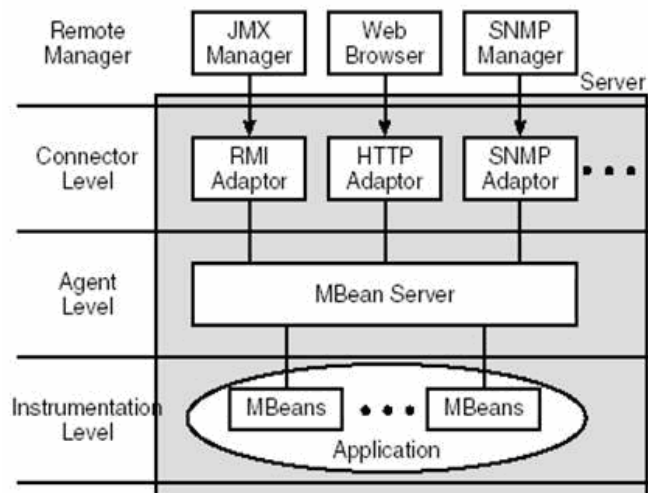 Remote
Manager
JMX
Manager
Web
Browser
SNMP
Manager
Server
Connector
Level
RMI
Adaptor
HTTP
Adaptor
SNMP
Adaptor
Agent
Level
MBean Server
Instrumentation
Level
MBeans
MBeans
Application